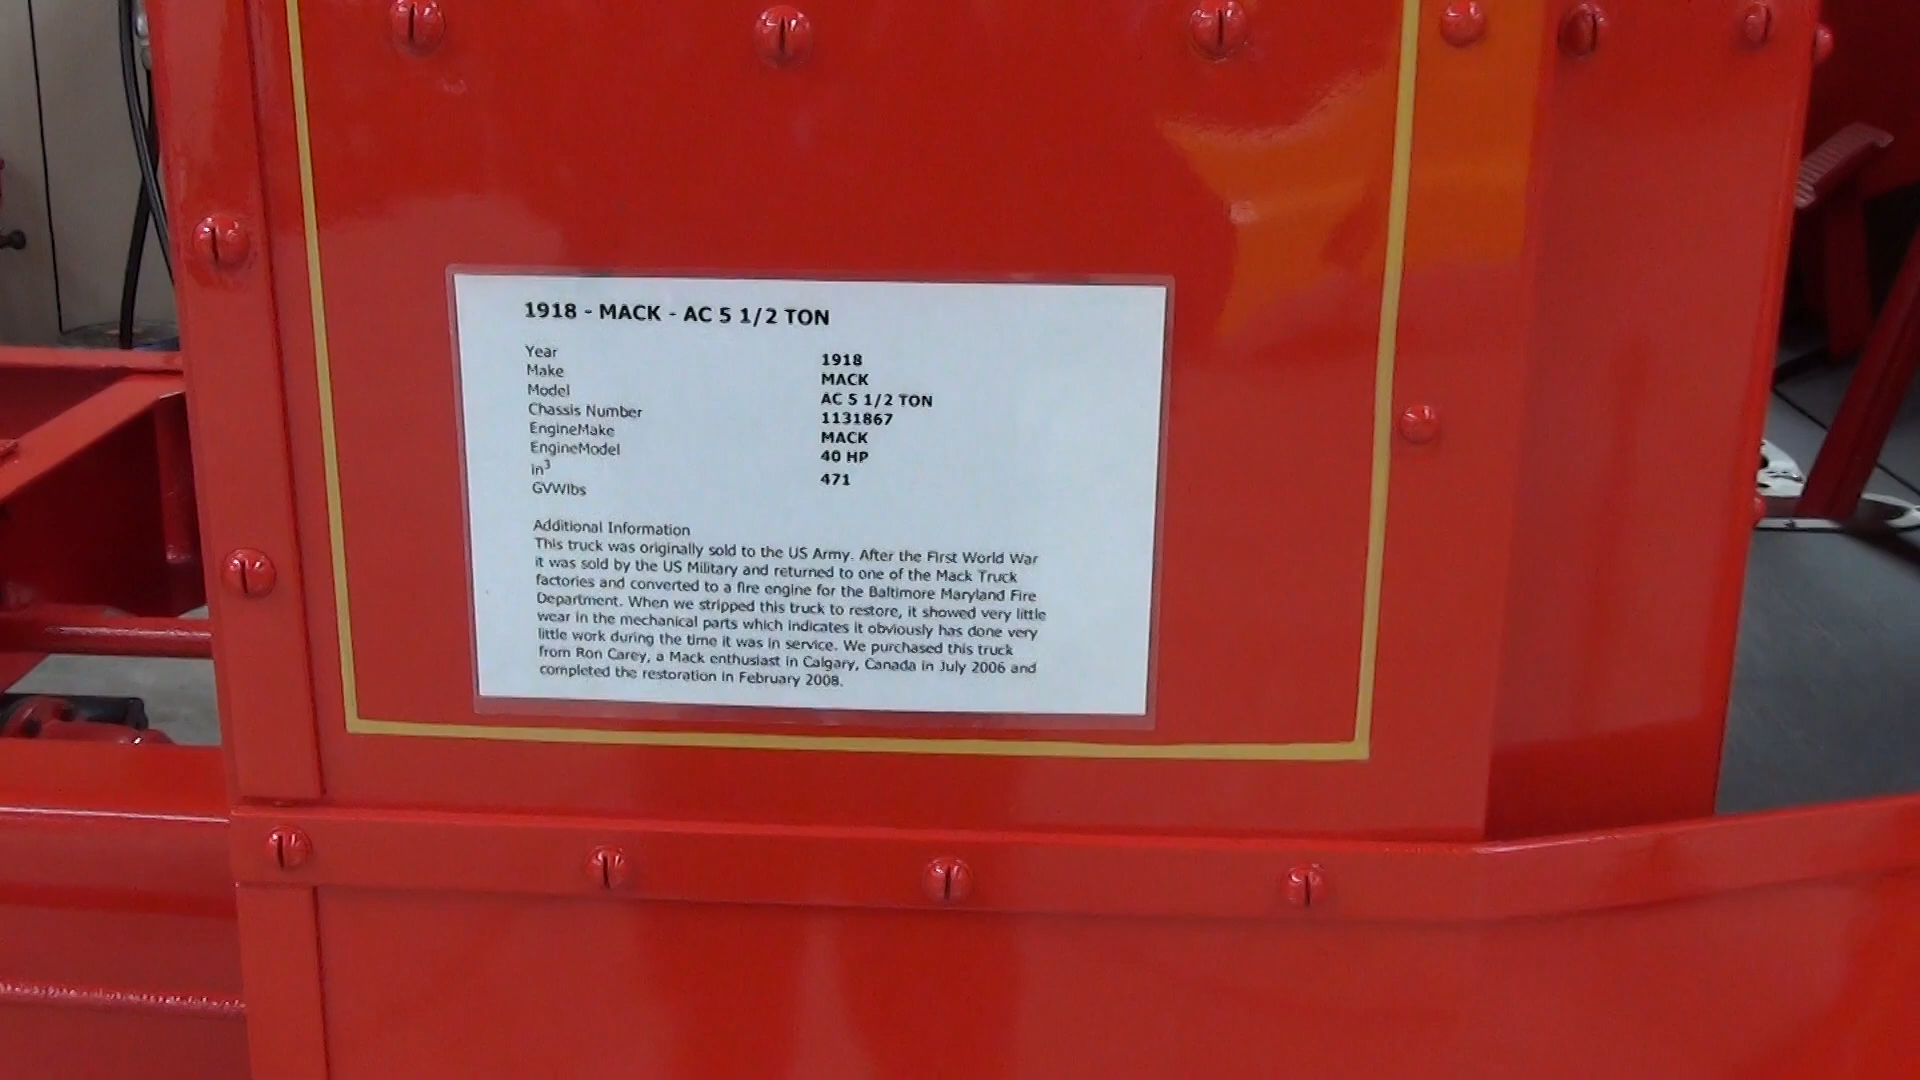 1918 - MACK - AC 5 1/2 TON
Year 1918
Make MACK
Model AC 5 1/2 TON
Chassis Number 1131867
EngineMake MACK
EngineModel 40 HP
in³ 471
GVWlbs
Additional Information
This truck was originally sold to the US Army. After the First World War
it was sold by the US Military and returned to one of the Mack Truck
factories and converted to a fire engine for the Baltimore Maryland Fire
Department. When we stripped this truck to restore, it showed very little
wear in the mechanical parts which indicates it obviously has done very
little work during the time it was in service. We purchased this truck
from Ron Carey, a Mack enthusiast in Calgary, Canada in July 2006 and
completed the restoration in February 2008.